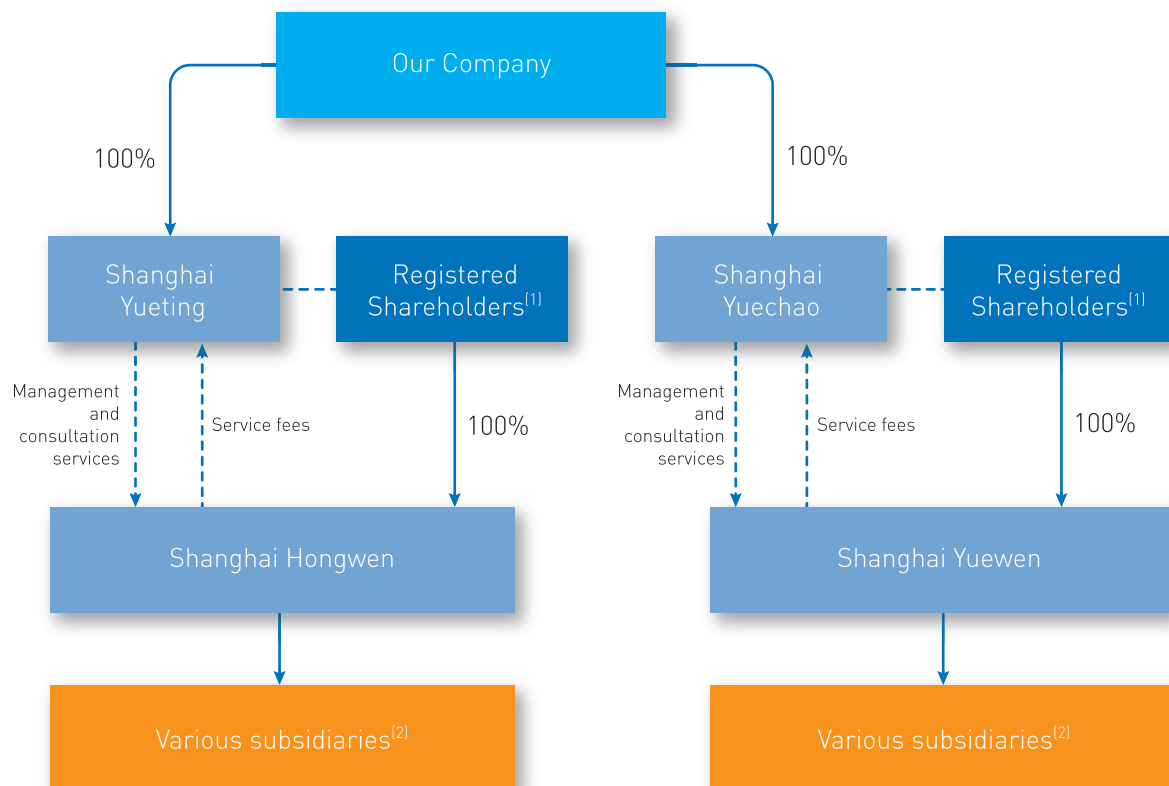 Our Company
100%
100%
Shanghai
Yueting
Registered
Shareholders(1)
Shanghai
Yuechao
Registered
Shareholders(1)
Management
and
consultation
services
Service fees
100%
Management
and
consultation
services
Service fees
100%
Shanghai Hongwen
Shanghai Yuewen
Various subsidiaries(2)
Various subsidiaries(2)